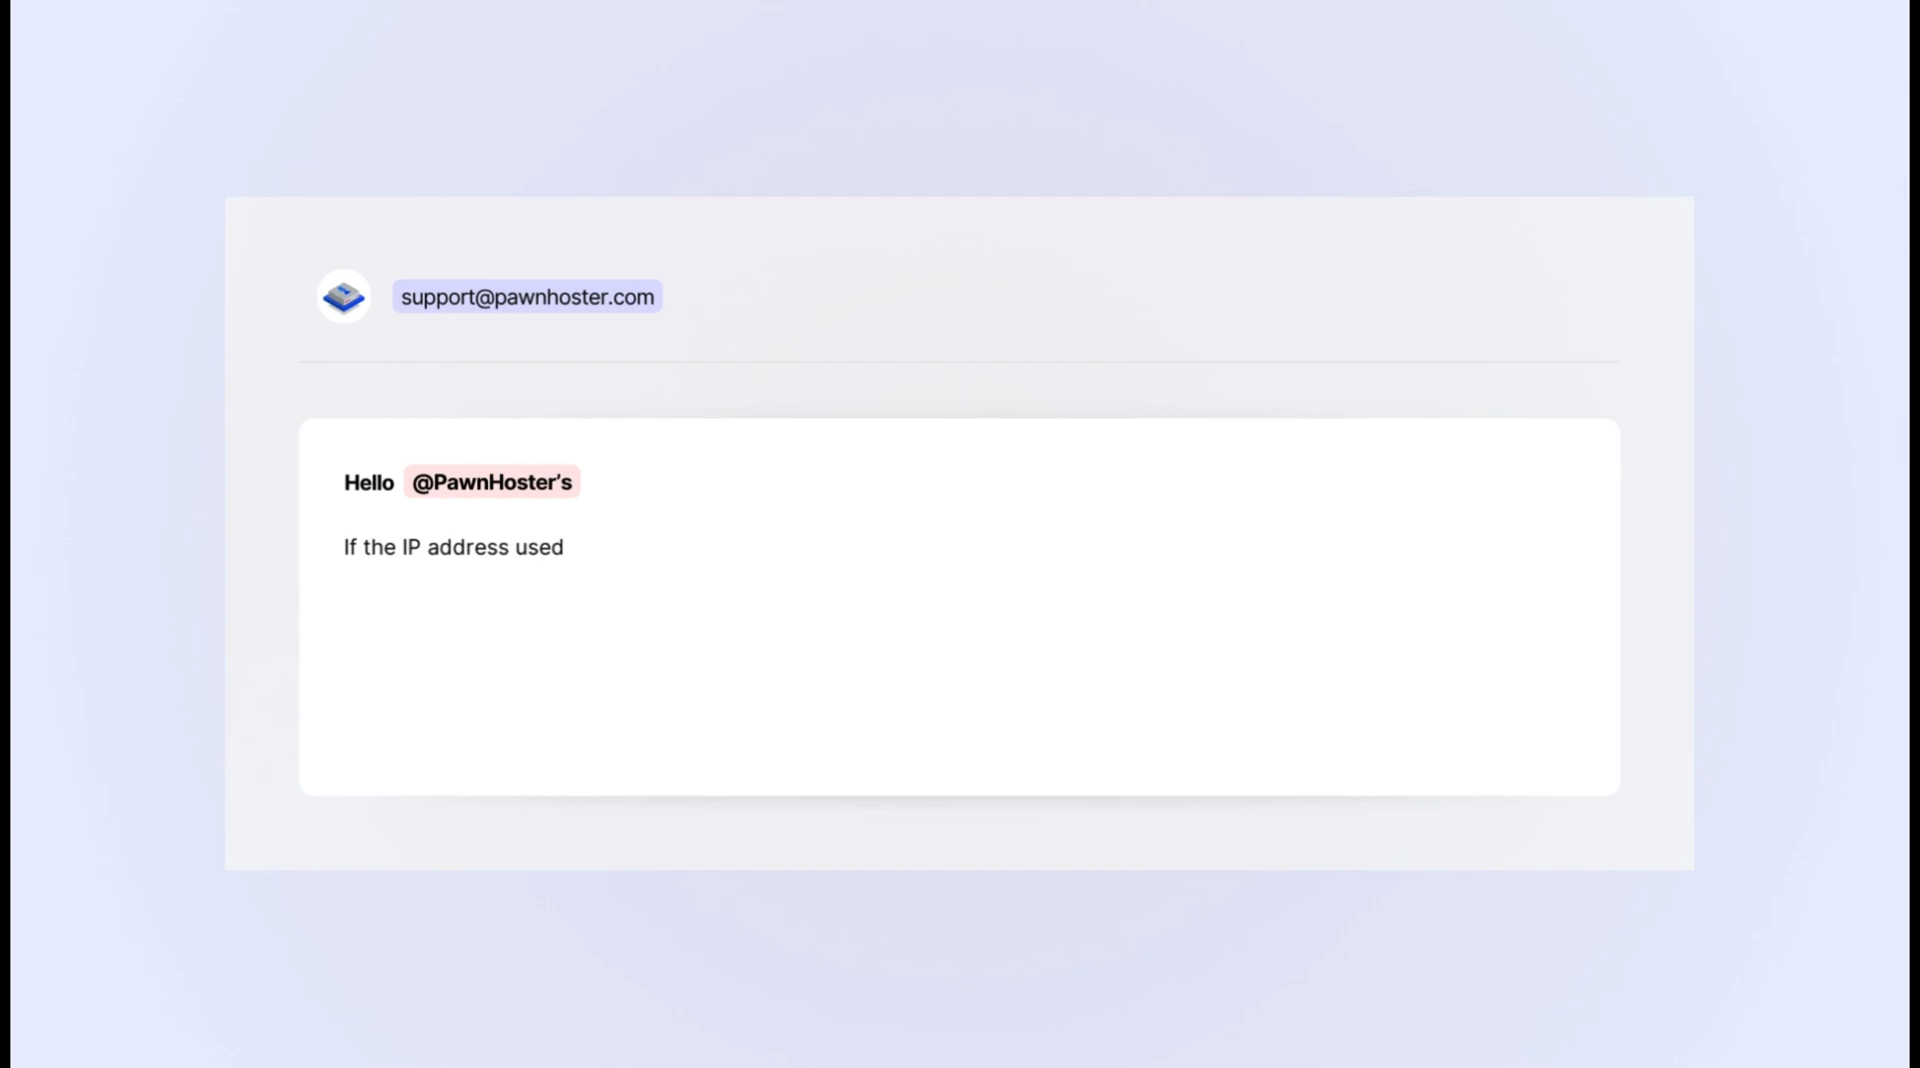 support@pawnhoster.com
Hello @PawnHoster’s
If the IP address used